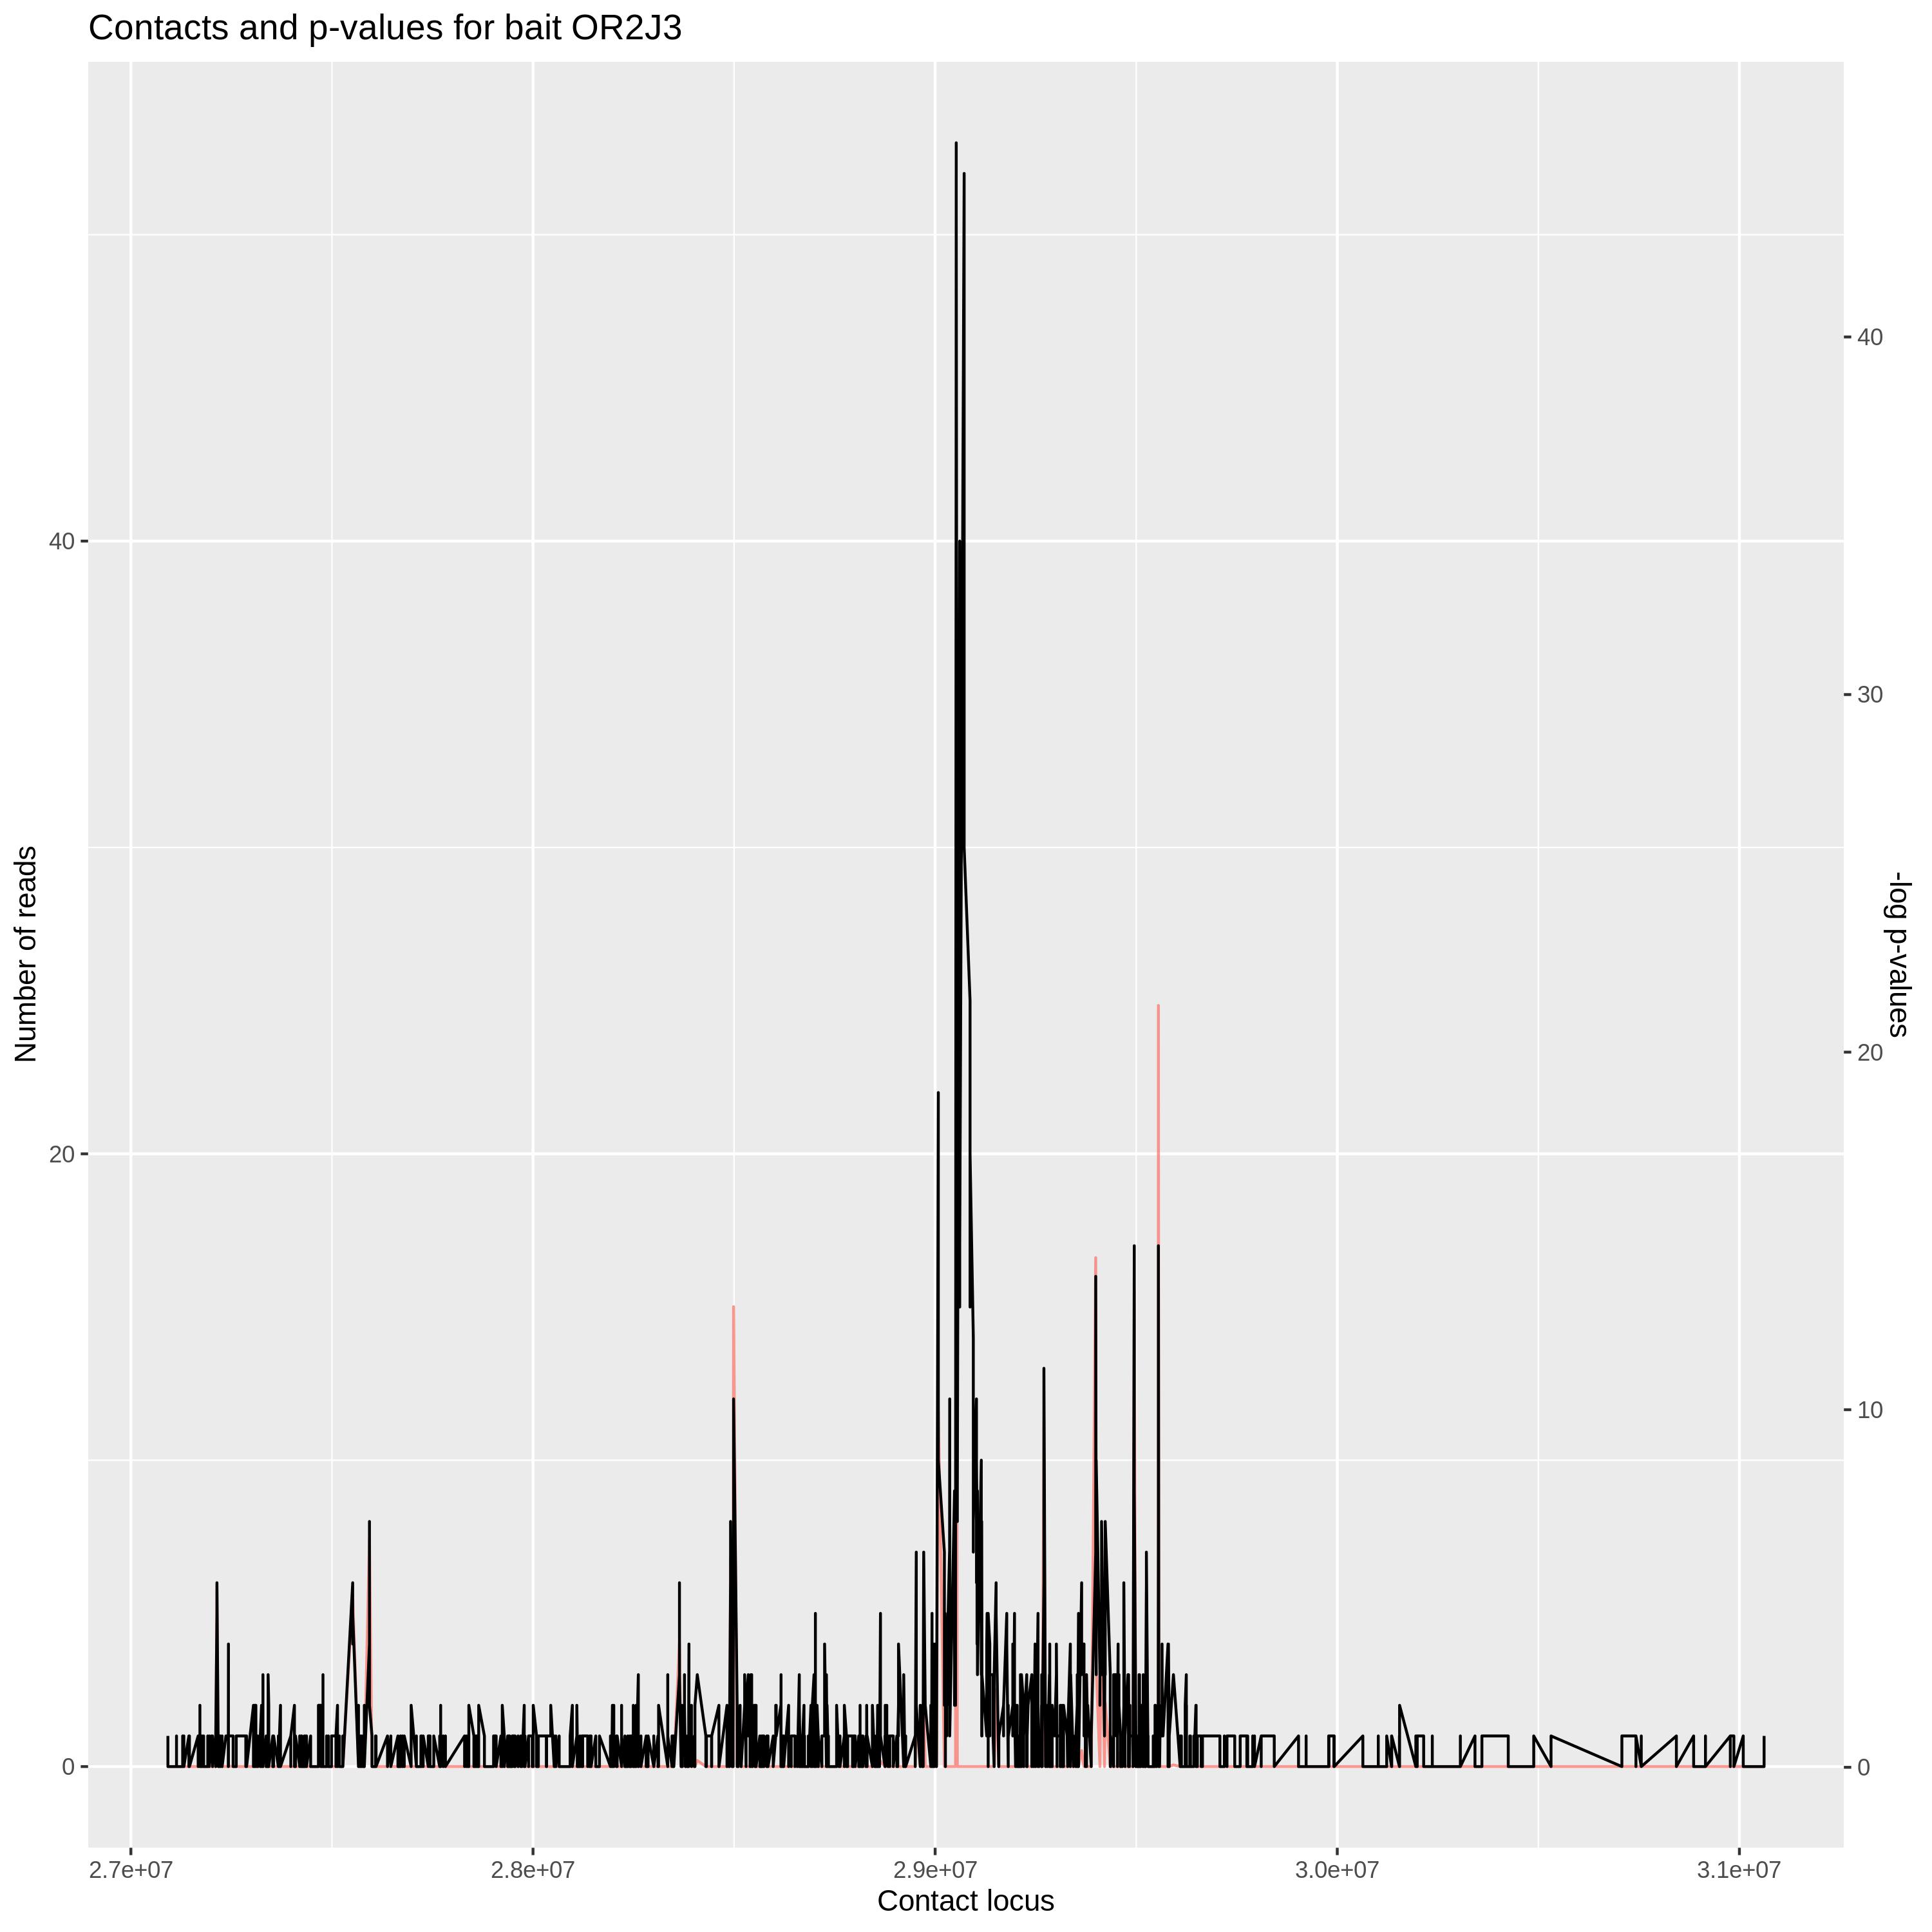 Contacts and p-values for bait OR2J3
Number of reads
40
20
0
40
30
20
10
0
-log p-values
2.7e+07 2.8e+07 2.9e+07 3.0e+07 3.1e+07
Contact locus